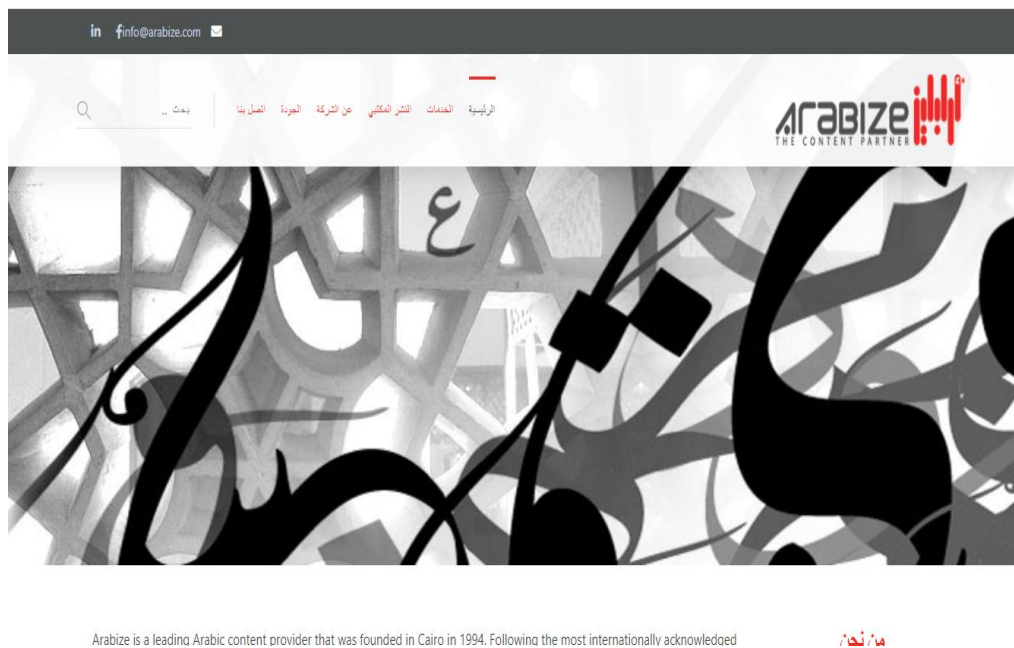 info@arabize.com
الرئيسية الخدمات النشر المكتبي عن الشركة الجودة اتصل بنا
بحث ...
ARABIZE أرابيز
THE CONTENT PARTNER
ع
من نحن
Arabize is a leading Arabic content provider that was founded in Cairo in 1994. Following the most internationally acknowledged